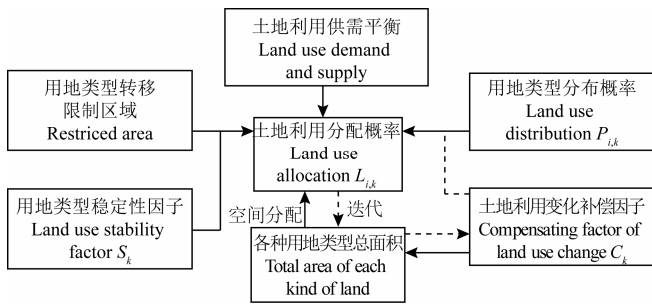 土地利用供需平衡
Land use demand
and supply
用地类型转移
限制区域
Restriced area
土地利用分配概率
Land use
allocation Li,k
用地类型分布概率
Land use
distribution Pi,k
用地类型稳定性因子
Land use stability
factor Sk
空间分配
迭代
各种用地类型总面积
Total area of each
kind of land
土地利用变化补偿因子
Compensating factor of
land use change Ck